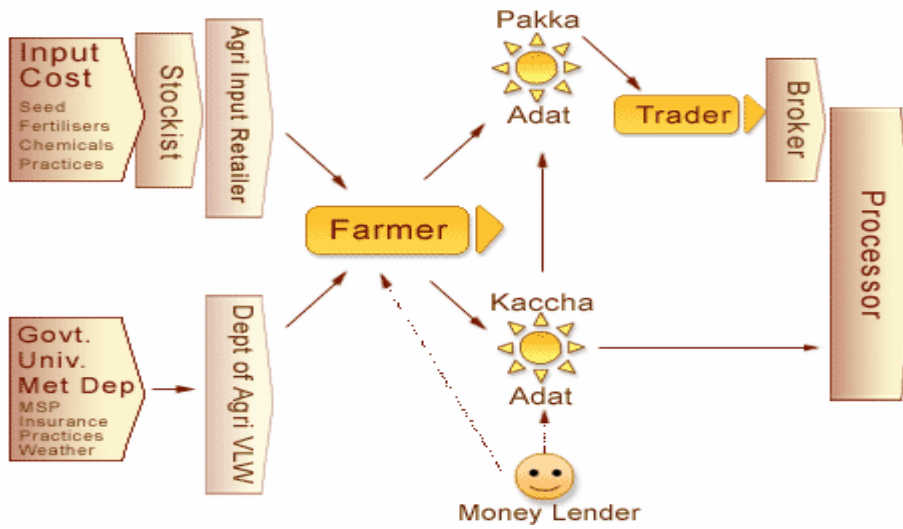 Input
Cost
Seed
Fertilisers
Chemicals
Practices
Stockist
Agri Input Retailer
Pakka
Adat
Trader
Broker
Processor
Farmer
Govt.
Univ.
Met Dep
MSP
Insurance
Practices
Weather
Dept of Agri VLW
Kaccha
Adat
Money Lender